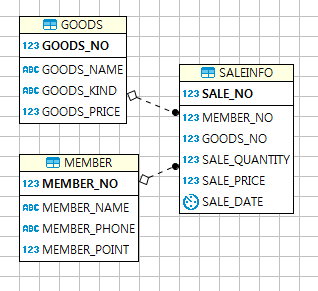 GOODS
123 GOODS_NO
ABC GOODS_NAME
ABC GOODS_KIND
123 GOODS_PRICE
SALEINFO
123 SALE_NO
123 MEMBER_NO
123 GOODS_NO
123 SALE_QUANTITY
123 SALE_PRICE
SALE_DATE
MEMBER
123 MEMBER_NO
ABC MEMBER_NAME
ABC MEMBER_PHONE
123 MEMBER_POINT